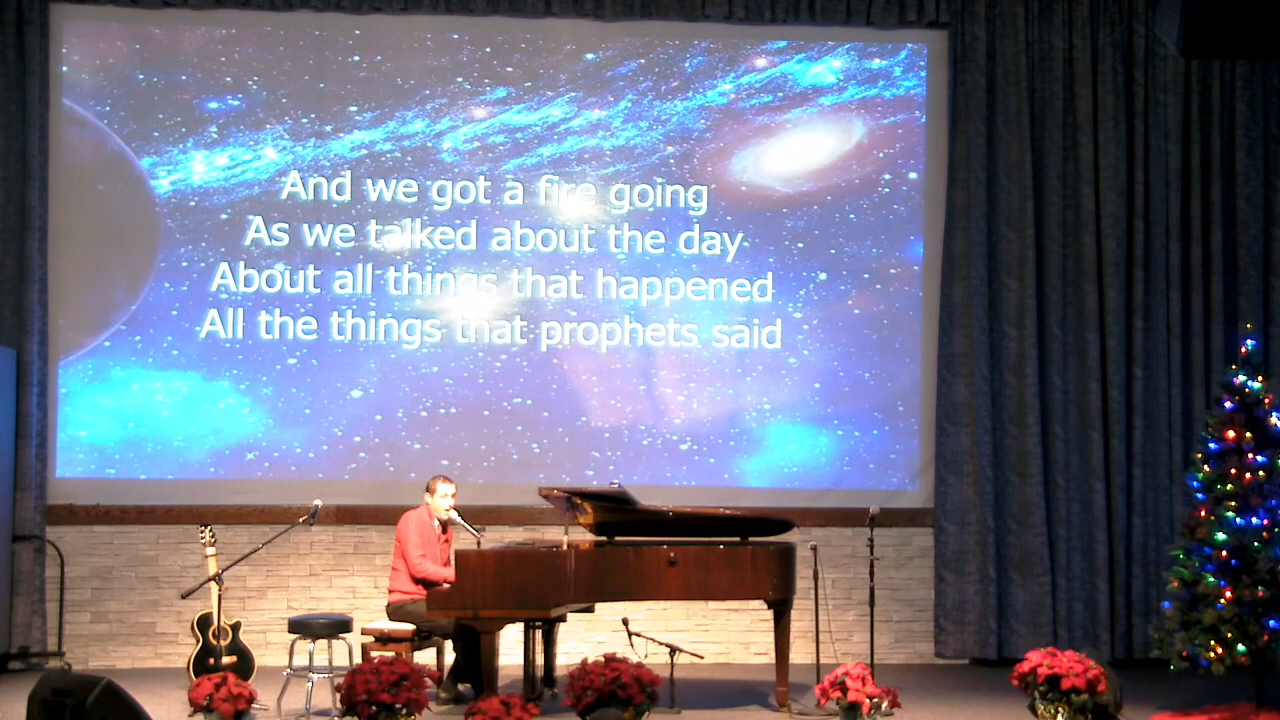 And we got a fire going
As we talked about the day
About all things that happened
All the things that prophets said